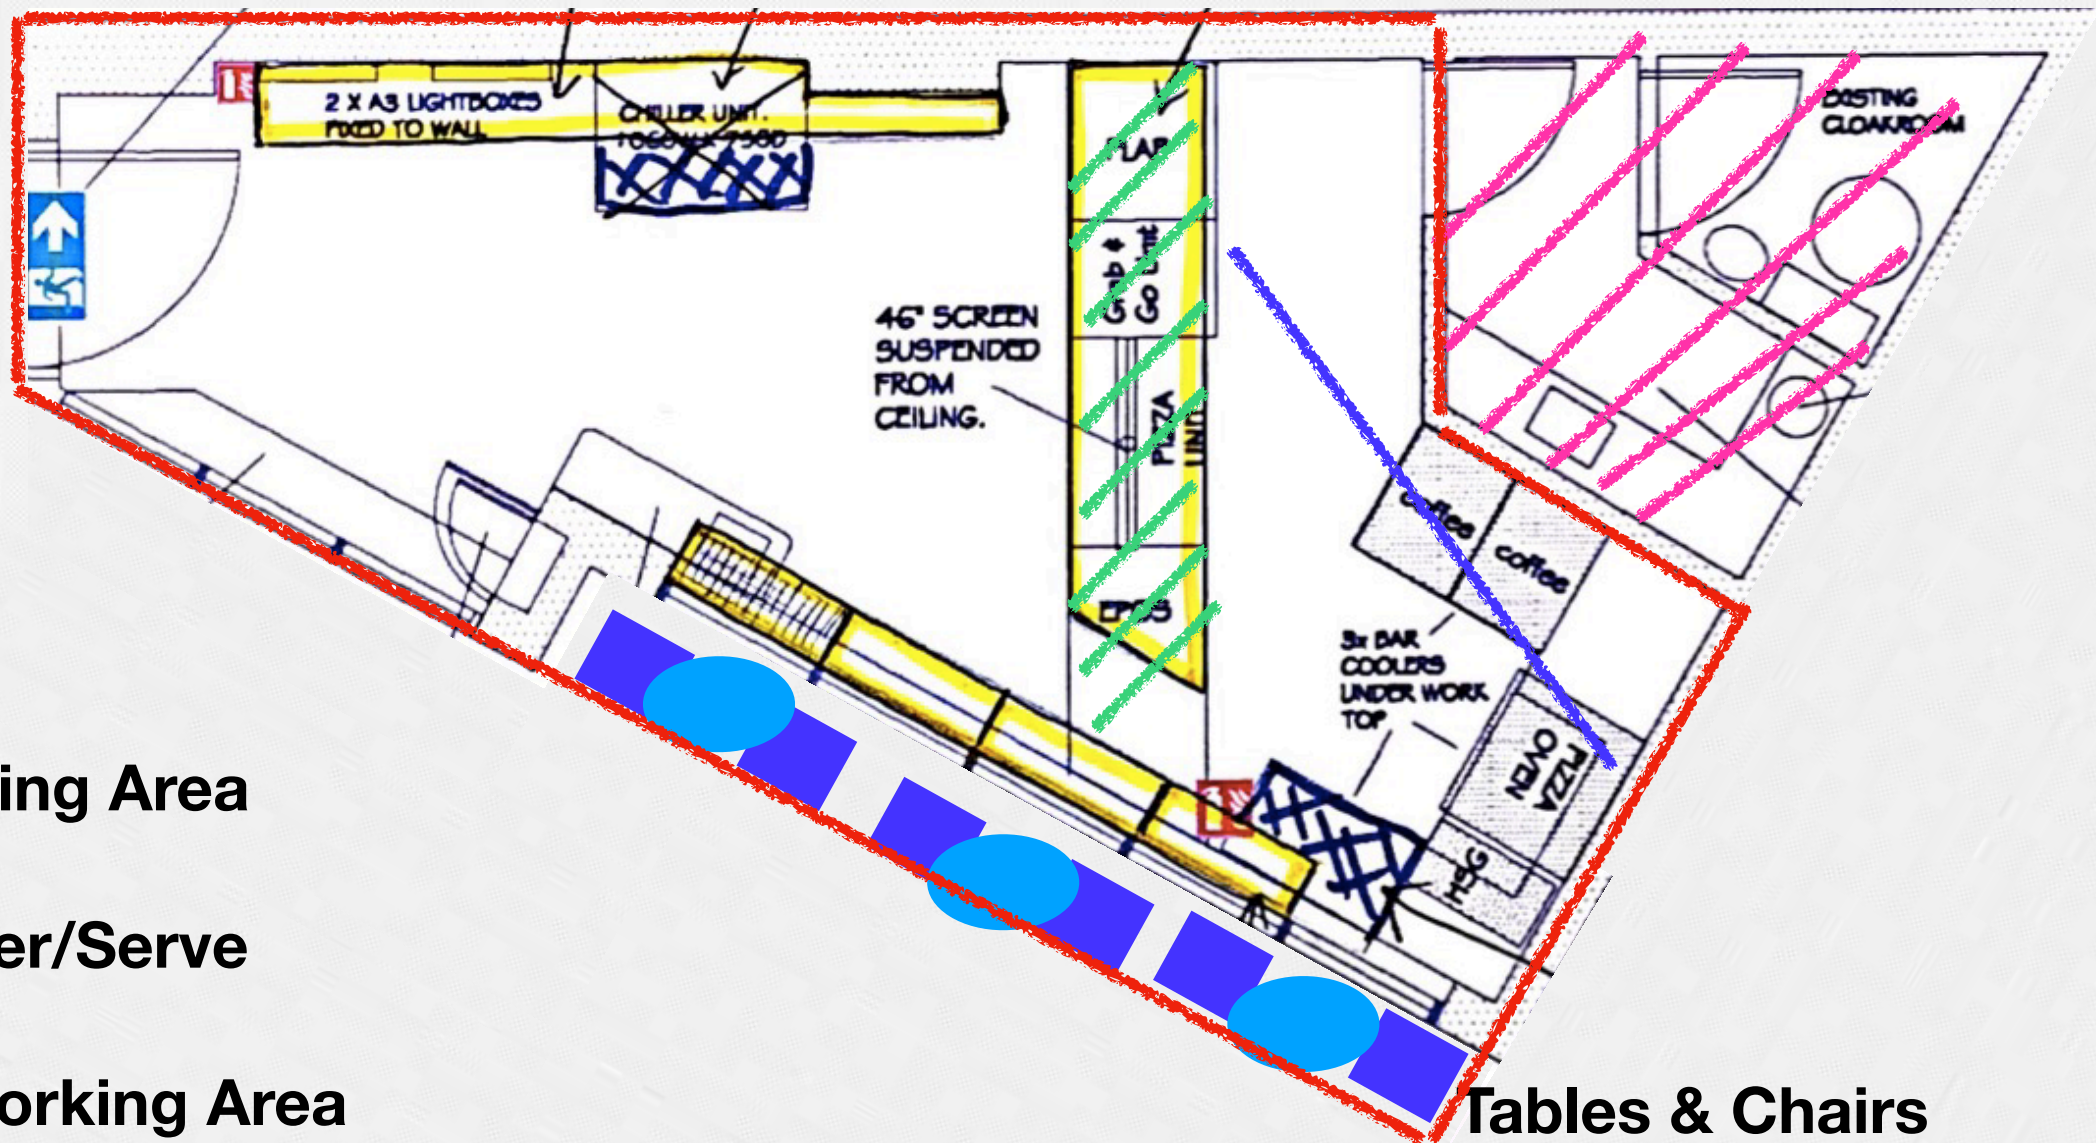 2 X A3 LIGHTBOXES
FIXED TO WALL
CHILLER UNIT.
EXISTING
CLOAKROOM
FLAP
Grab &
Go Unit
46" SCREEN
SUSPENDED
FROM
CEILING.
PIZZA
UNIT
EPOS
coffee
coffee
3x BAR
COOLERS
UNDER WORK
TOP
PIZZA
OVEN
ing Area
er/Serve
orking Area
Tables & Chairs